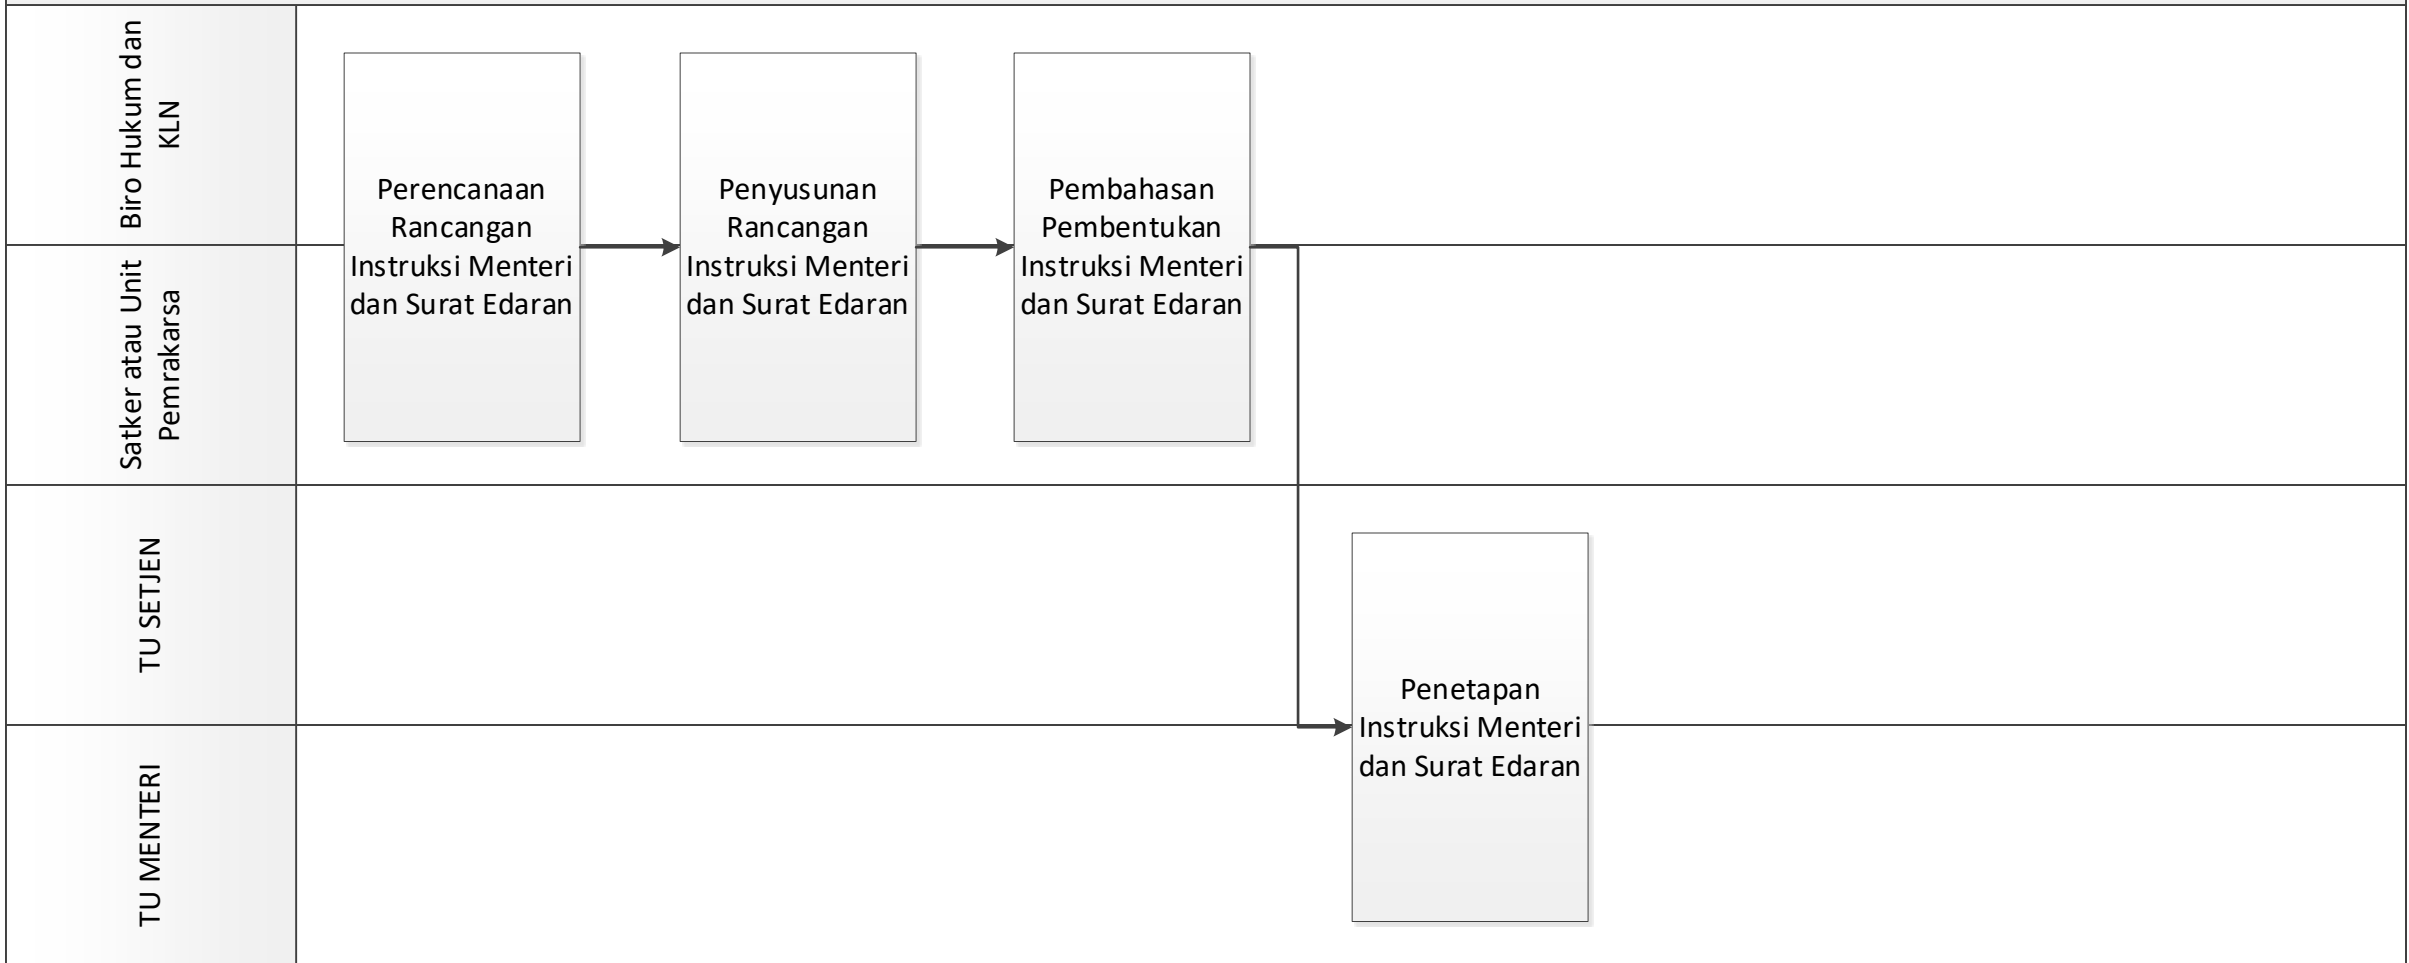 Biro Hukum dan
KLN
Perencanaan
Rancangan
Instruksi Menteri
dan Surat Edaran
Penyusunan
Rancangan
Instruksi Menteri
dan Surat Edaran
Pembahasan
Pembentukan
Instruksi Menteri
dan Surat Edaran
Satker atau Unit
Pemrakarsa
TU SETJEN
Penetapan
Instruksi Menteri
dan Surat Edaran
TU MENTERI